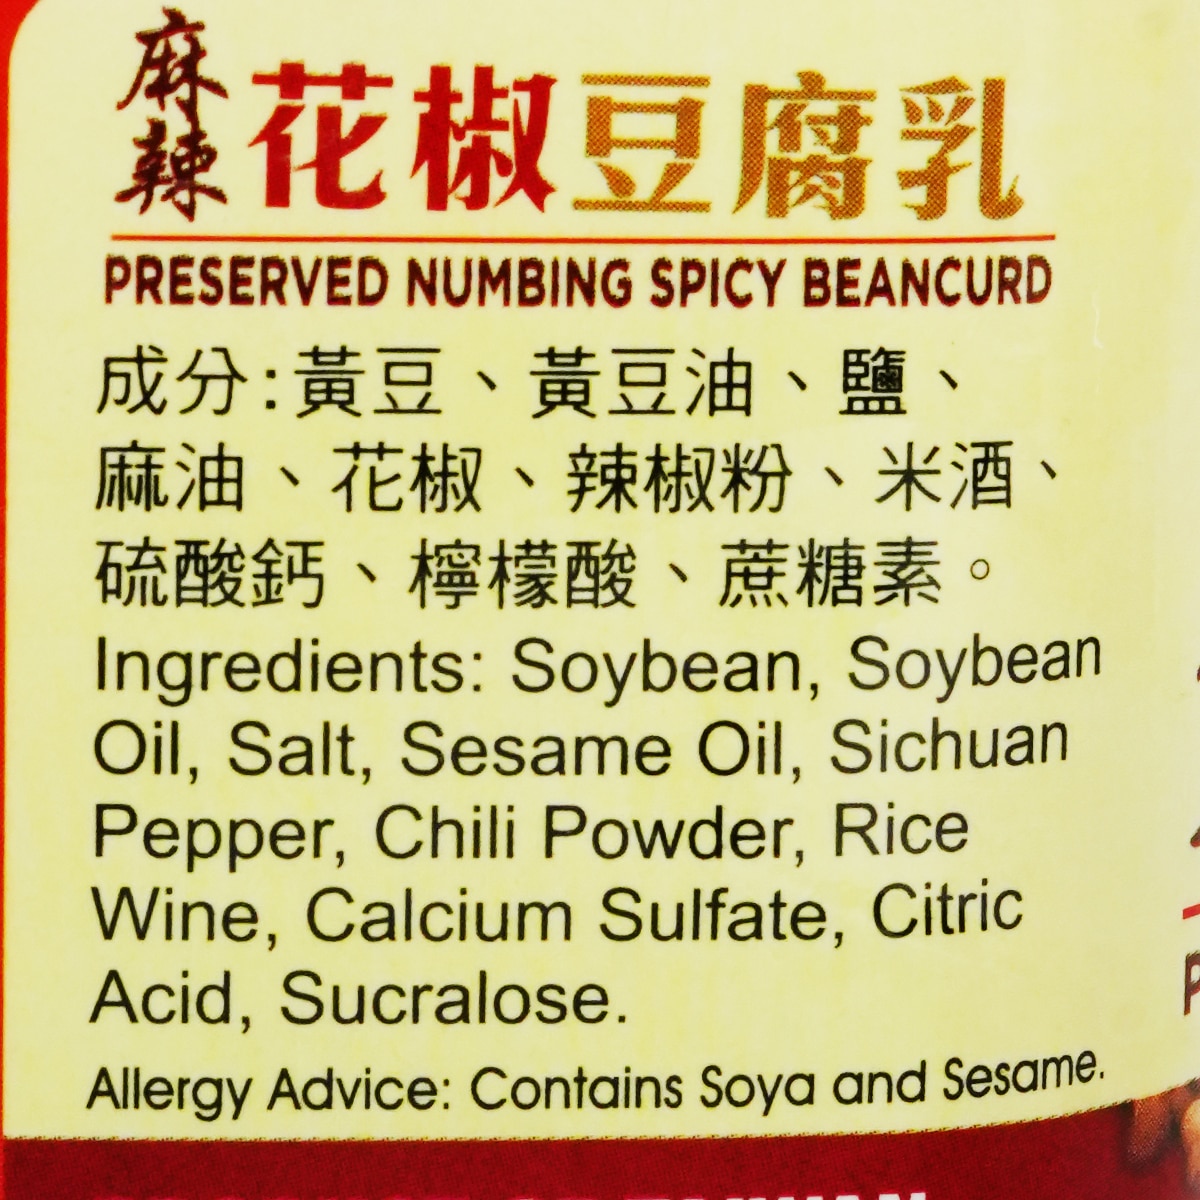 麻辣 花椒豆腐乳
PRESERVED NUMBING SPICY BEANCURD
成分:黃豆、黃豆油、鹽、
麻油、花椒、辣椒粉、米酒、
硫酸鈣、檸檬酸、蔗糖素。
Ingredients: Soybean, Soybean
Oil, Salt, Sesame Oil, Sichuan
Pepper, Chili Powder, Rice
Wine, Calcium Sulfate, Citric
Acid, Sucralose.
Allergy Advice: Contains Soya and Sesame.